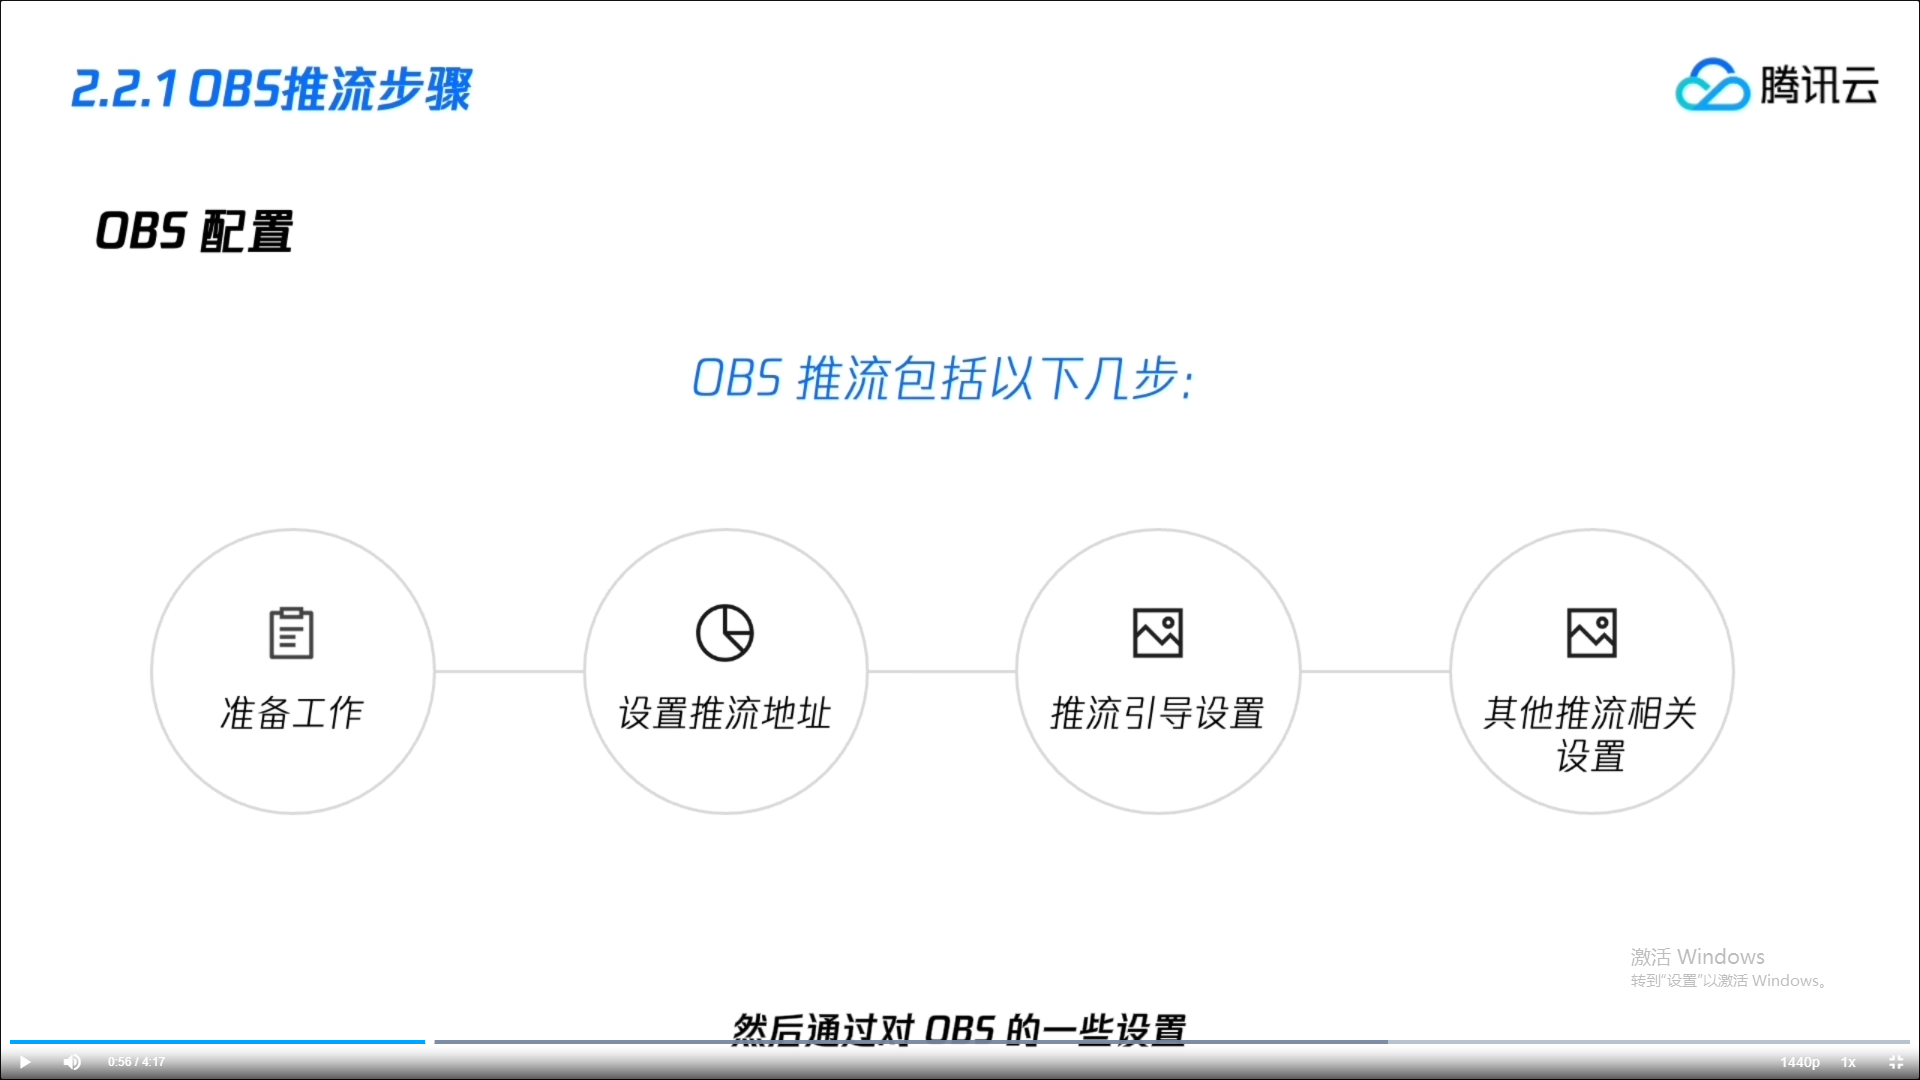 2.2.1 OBS推流步骤
腾讯云
OBS 配置
OBS 推流包括以下几步:
准备工作
设置推流地址
推流引导设置
其他推流相关
设置
激活 Windows
转到“设置”以激活 Windows。
然后通过对 OBS 的一些设置
0:56 / 4:17
1440p
1x